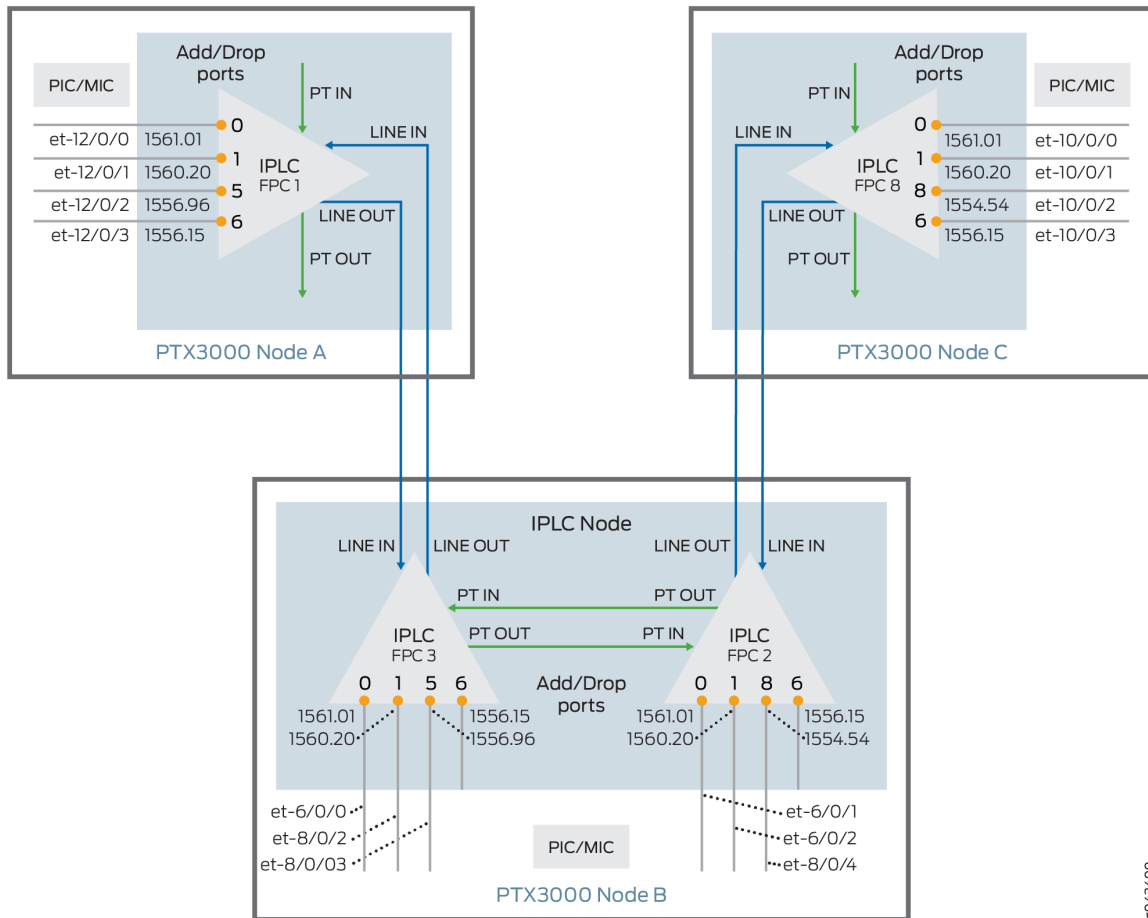 Add/Drop
ports
PIC/MIC
PT IN
LINE IN
et-12/0/0 1561.01 0
et-12/0/1 1560.20 1
et-12/0/2 1556.96 5
et-12/0/3 1556.15 6
IPLC
FPC 1
LINE OUT
PT OUT
PTX3000 Node A
Add/Drop
ports
PIC/MIC
PT IN
LINE IN
0 1561.01 et-10/0/0
1 1560.20 et-10/0/1
8 1554.54 et-10/0/2
6 1556.15 et-10/0/3
IPLC
FPC 8
LINE OUT
PT OUT
PTX3000 Node C
IPLC Node
LINE IN LINE OUT LINE OUT LINE IN
PT IN PT OUT
PT OUT PT IN
IPLC
FPC 3
0 1 5 6
IPLC
FPC 2
0 1 8 6
Add/Drop
ports
1561.01 1556.15
1560.20 1556.96
1561.01 1556.15
1560.20 1554.54
et-6/0/0
et-8/0/2
et-8/0/03
et-6/0/1
et-6/0/2
et-8/0/4
PIC/MIC
PTX3000 Node B